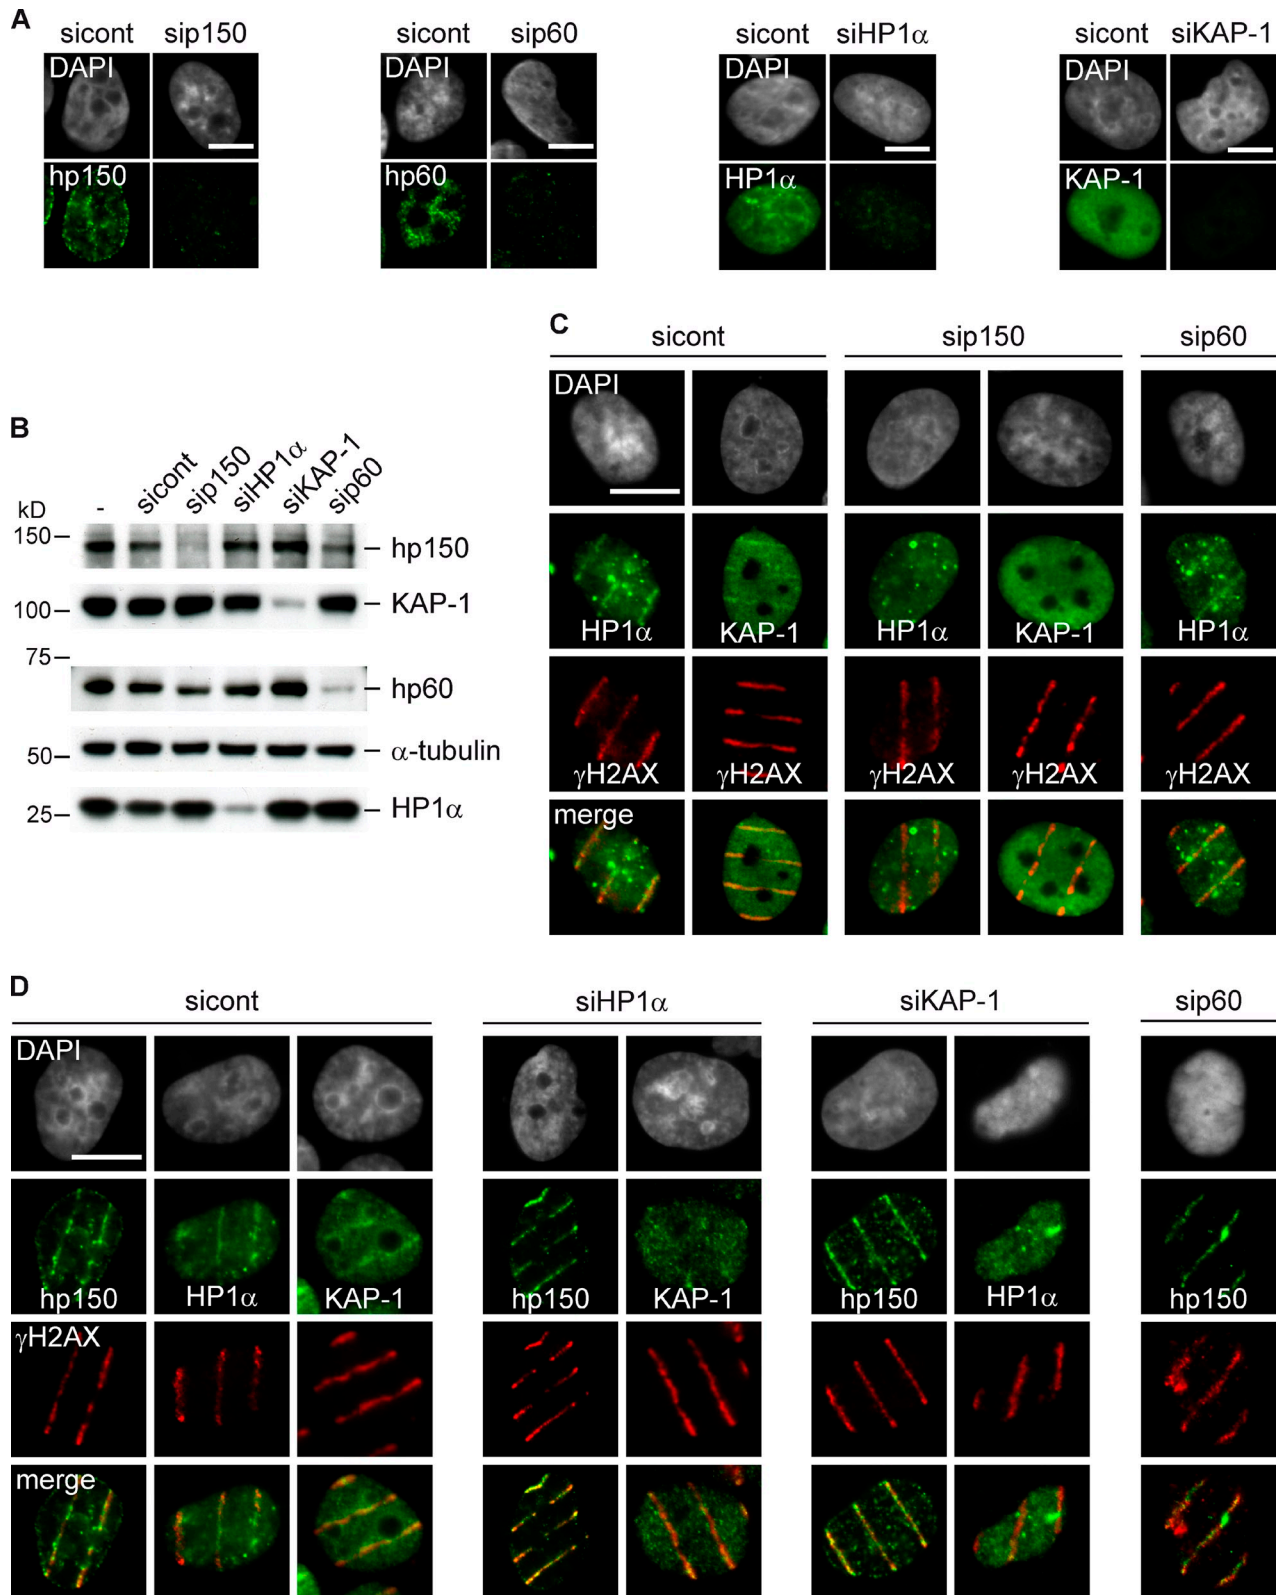 A
sicont sip150 sicont sip60 sicont siHP1α sicont siKAP-1
DAPI DAPI DAPI DAPI
hp150 hp60 HP1α KAP-1
C
sicont sip150 sip60
DAPI
HP1α KAP-1 HP1α KAP-1 HP1α
γH2AX γH2AX γH2AX γH2AX γH2AX
merge
B
kD - sicont sip150 siHP1α siKAP-1 sip60
150 hp150
100 KAP-1
75
hp60
50 α-tubulin
25 HP1α
D
sicont siHP1α siKAP-1 sip60
DAPI
hp150 HP1α KAP-1 hp150 KAP-1 hp150 HP1α hp150
γH2AX
merge